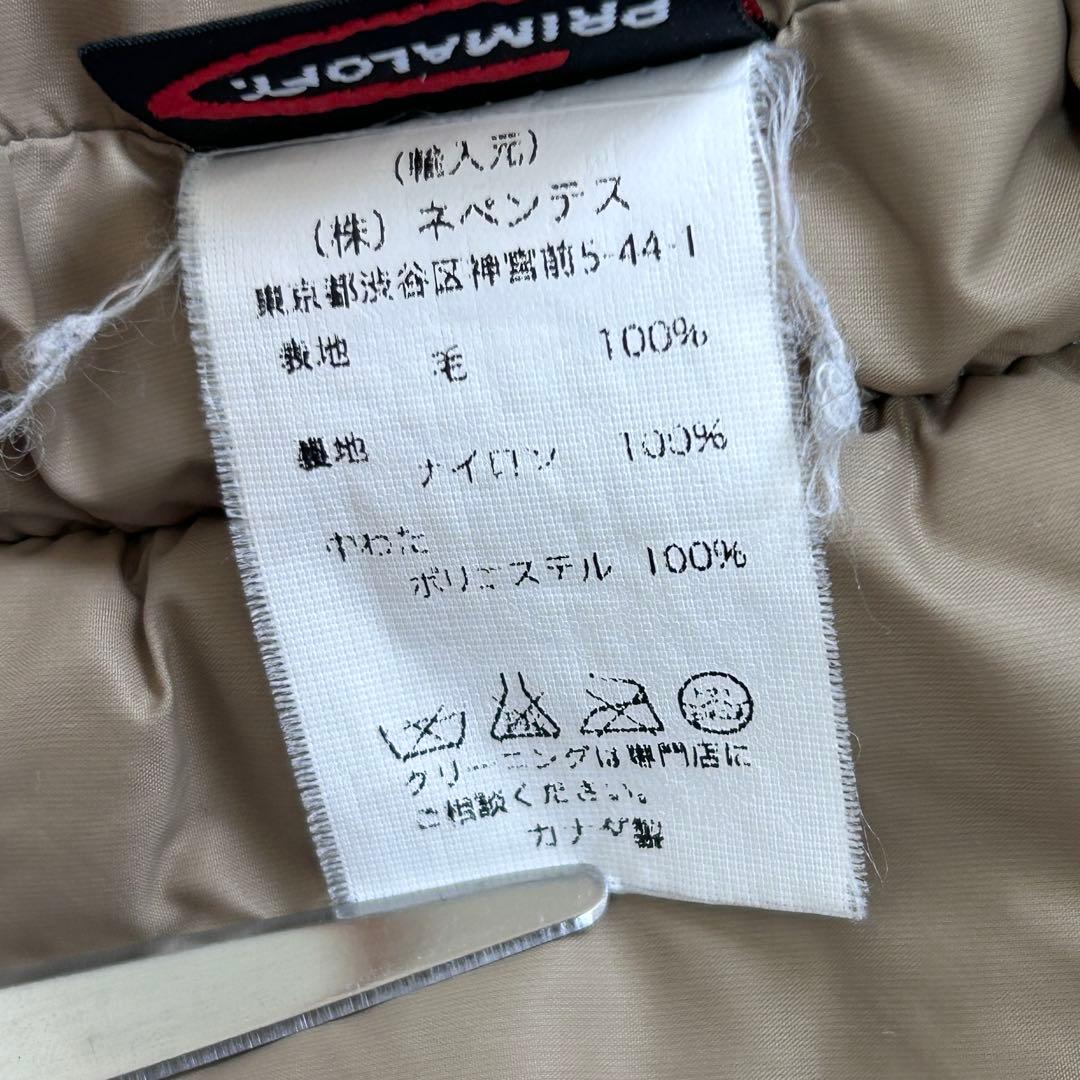 PRIMALOFT.
(輸入元)
(株) ネペンテス
東京都渋谷区神宮前5-44-1
表地 毛 100%
裏地 ナイロン 100%
中わた
ポリエステル 100%
クリーニングは専門店に
ご相談ください。
カナダ製